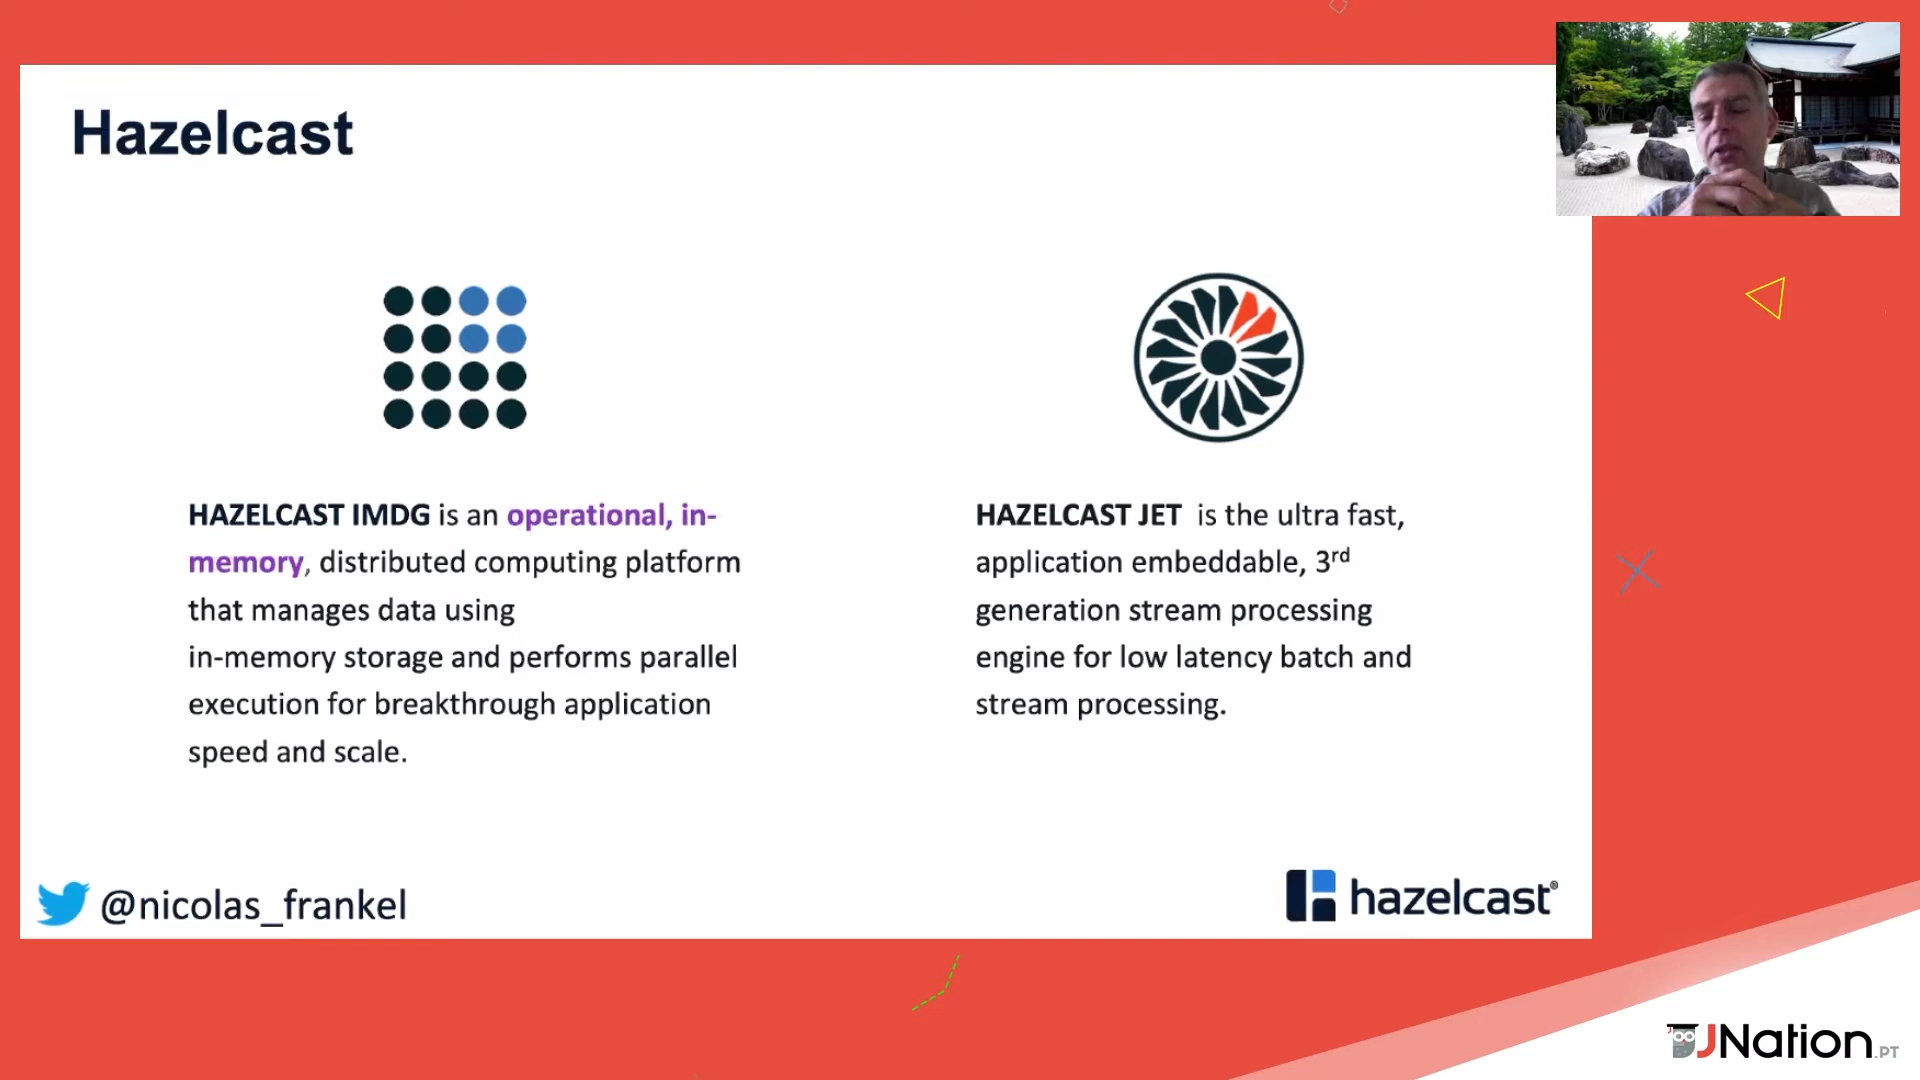 Hazelcast
HAZELCAST IMDG is an operational, in-
memory, distributed computing platform
that manages data using
in-memory storage and performs parallel
execution for breakthrough application
speed and scale.
HAZELCAST JET is the ultra fast,
application embeddable, 3rd
generation stream processing
engine for low latency batch and
stream processing.
@nicolas_frankel
hazelcast®
JNation.PT